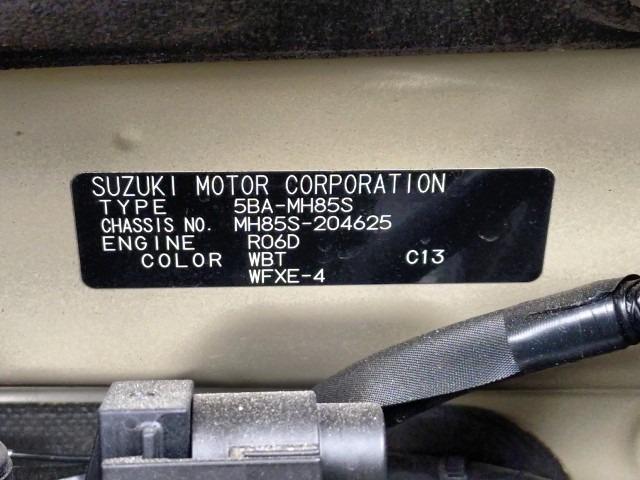 SUZUKI MOTOR CORPORATION
TYPE 5BA-MH85S
CHASSIS NO. MH85S-204625
ENGINE R06D
COLOR WBT C13
WFXE-4